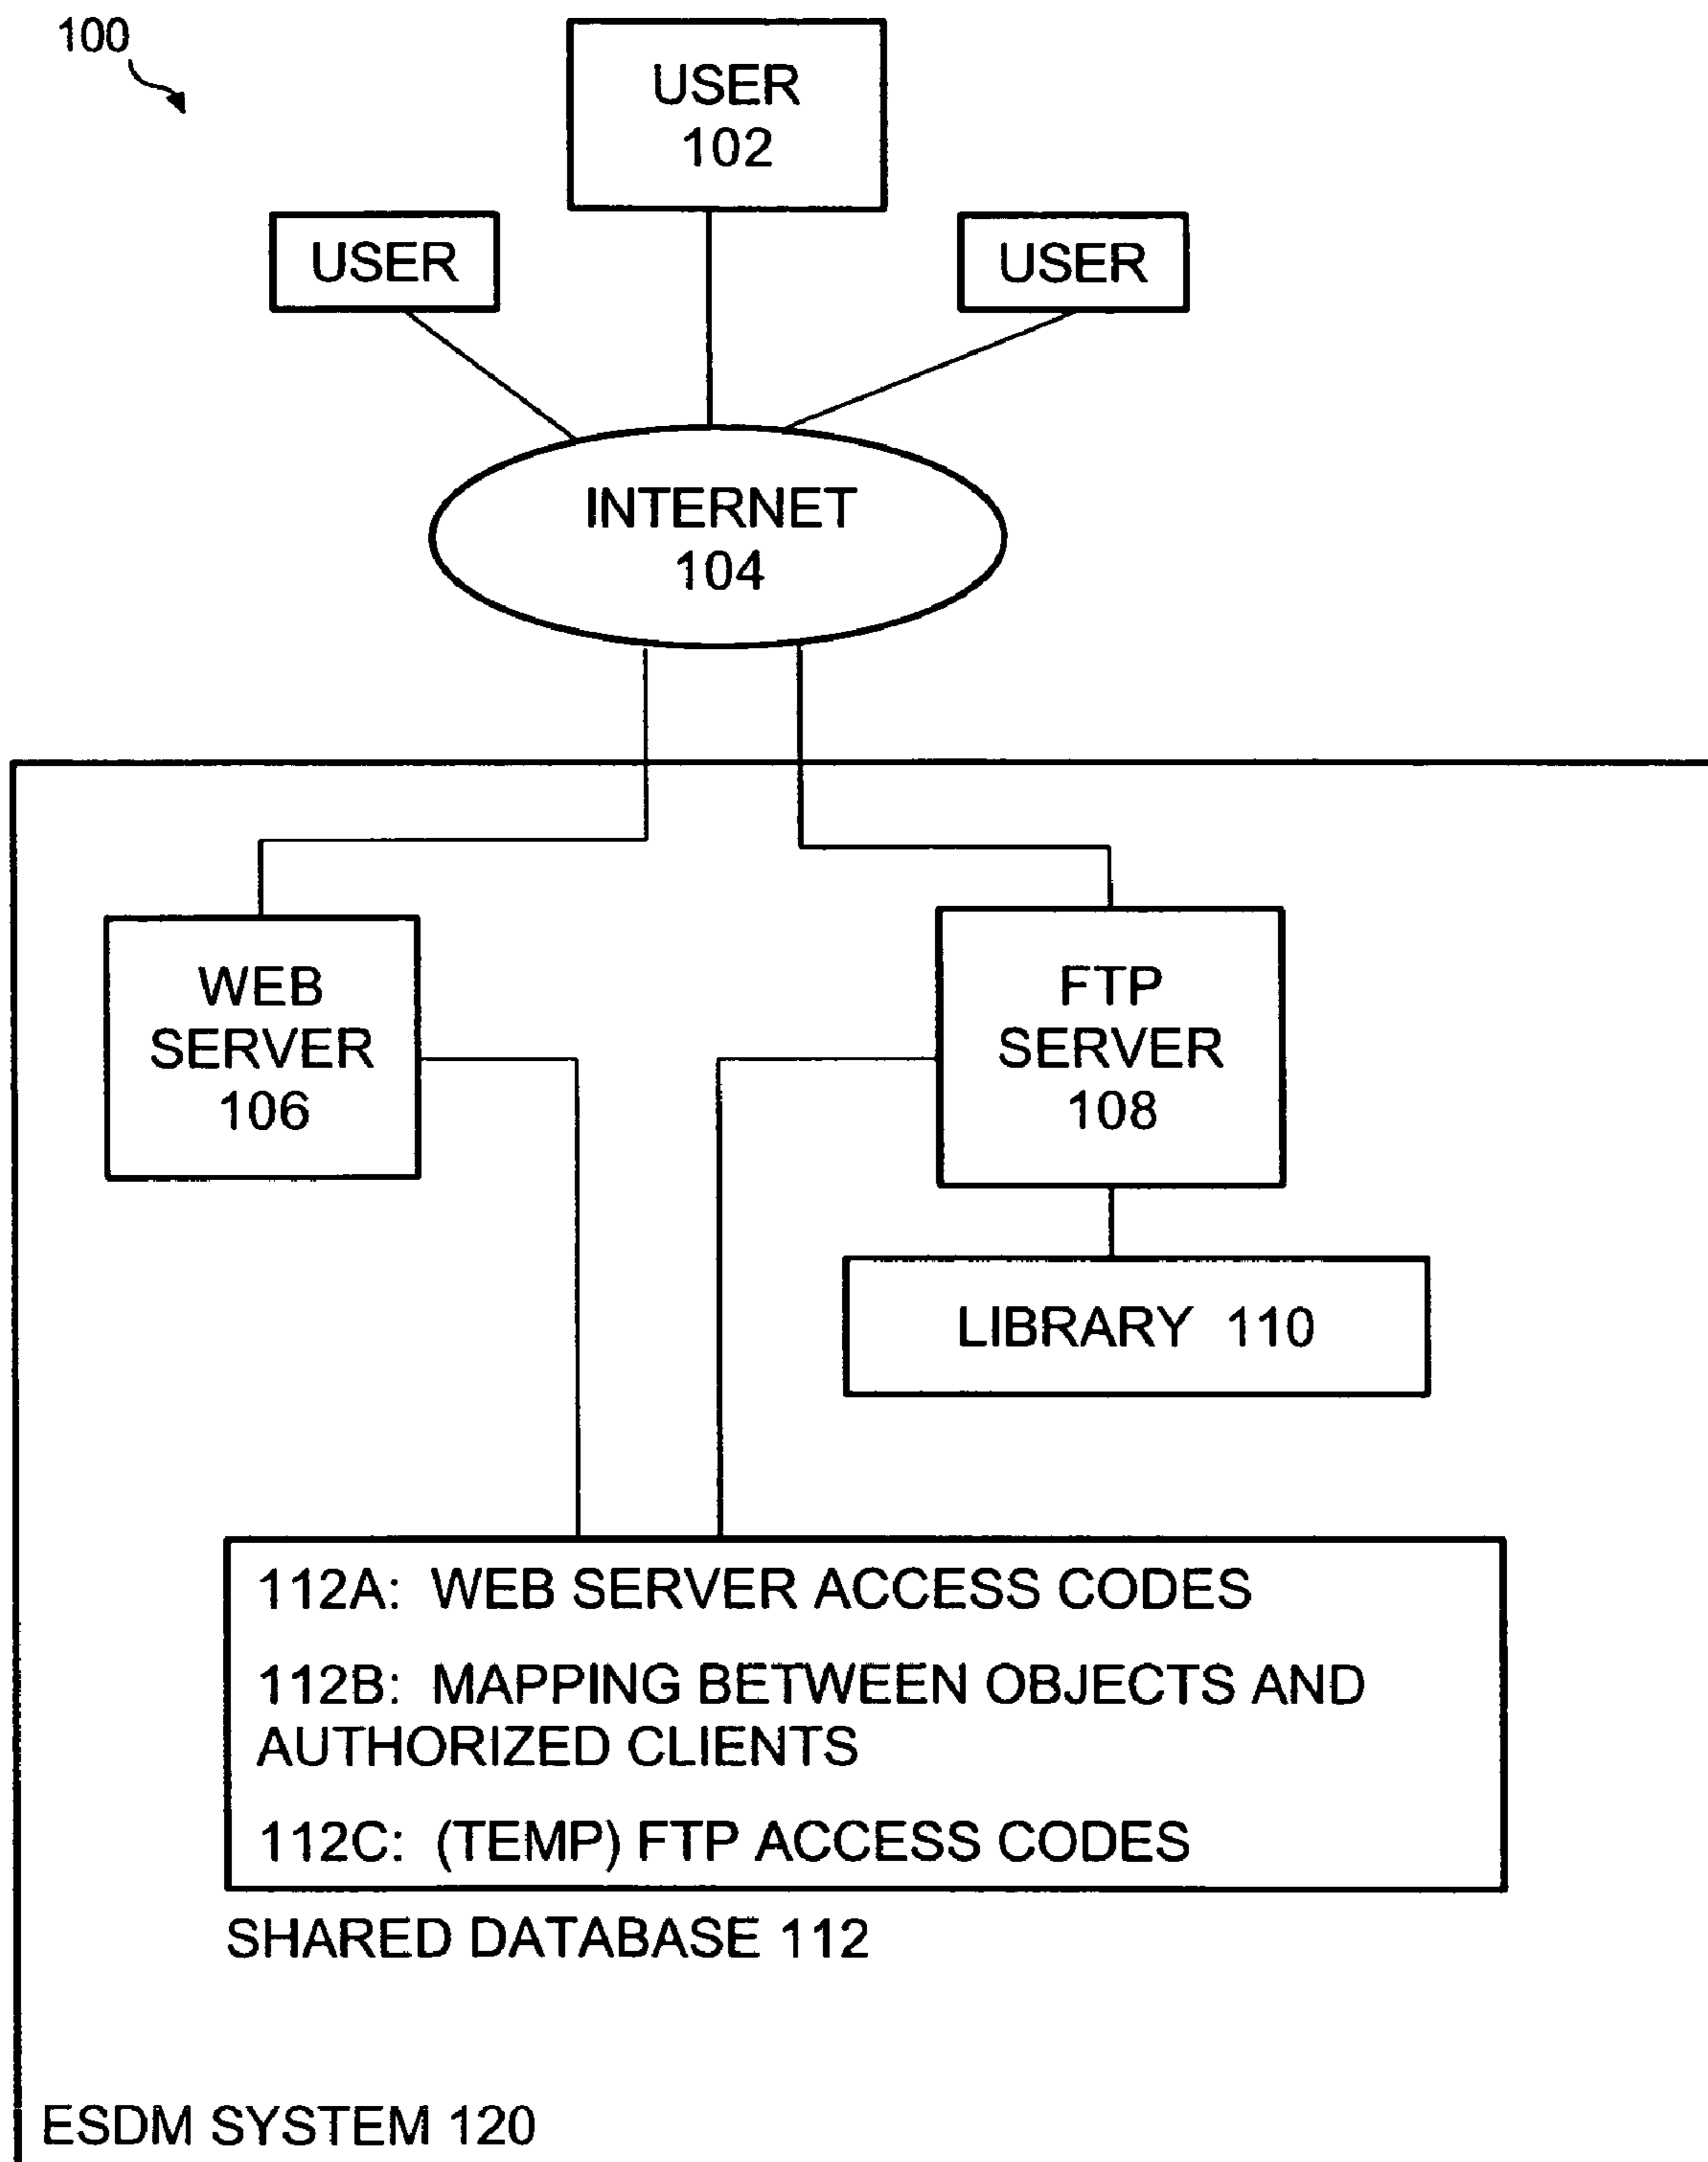 100
USER
102
USER
USER
INTERNET
104
WEB
SERVER
106
FTP
SERVER
108
LIBRARY 110
112A: WEB SERVER ACCESS CODES
112B: MAPPING BETWEEN OBJECTS AND
AUTHORIZED CLIENTS
112C: (TEMP) FTP ACCESS CODES
SHARED DATABASE 112
ESDM SYSTEM 120